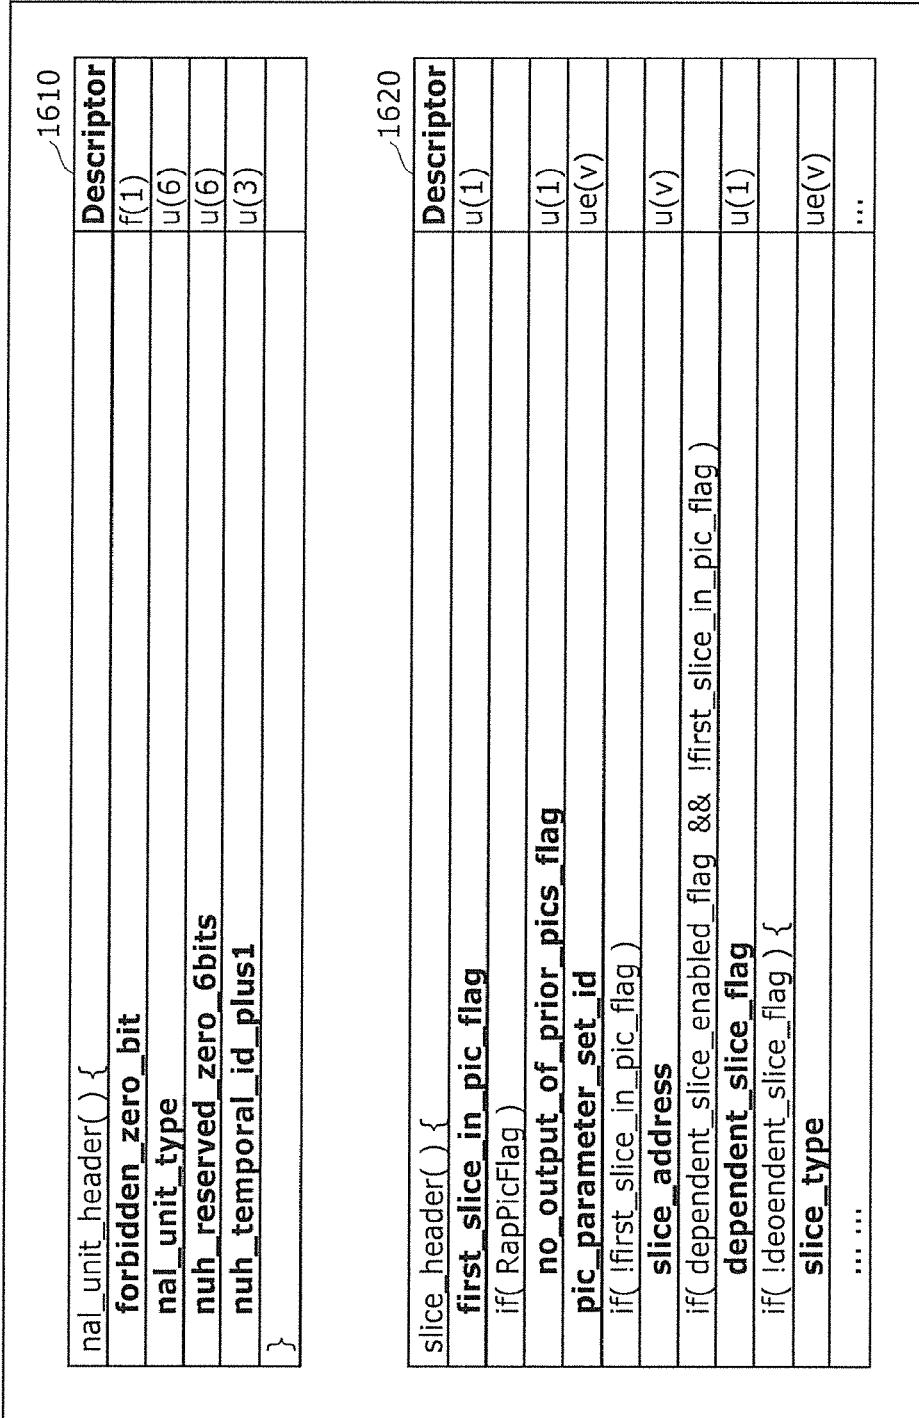 1610
nal_unit_header( ) { Descriptor
forbidden_zero_bit f(1)
nal_unit_type u(6)
nuh_reserved_zero_6bits u(6)
nuh_temporal_id_plus1 u(3)
}
1620
slice_header( ) { Descriptor
first_slice_in_pic_flag u(1)
if( RapPicFlag )
no_output_of_prior_pics_flag u(1)
pic_parameter_set_id ue(v)
if( !first_slice_in_pic_flag )
slice_address u(v)
if( dependent_slice_enabled_flag && !first_slice_in_pic_flag )
dependent_slice_flag u(1)
if( !deoendent_slice_flag ) {
slice_type ue(v)
... ... ...